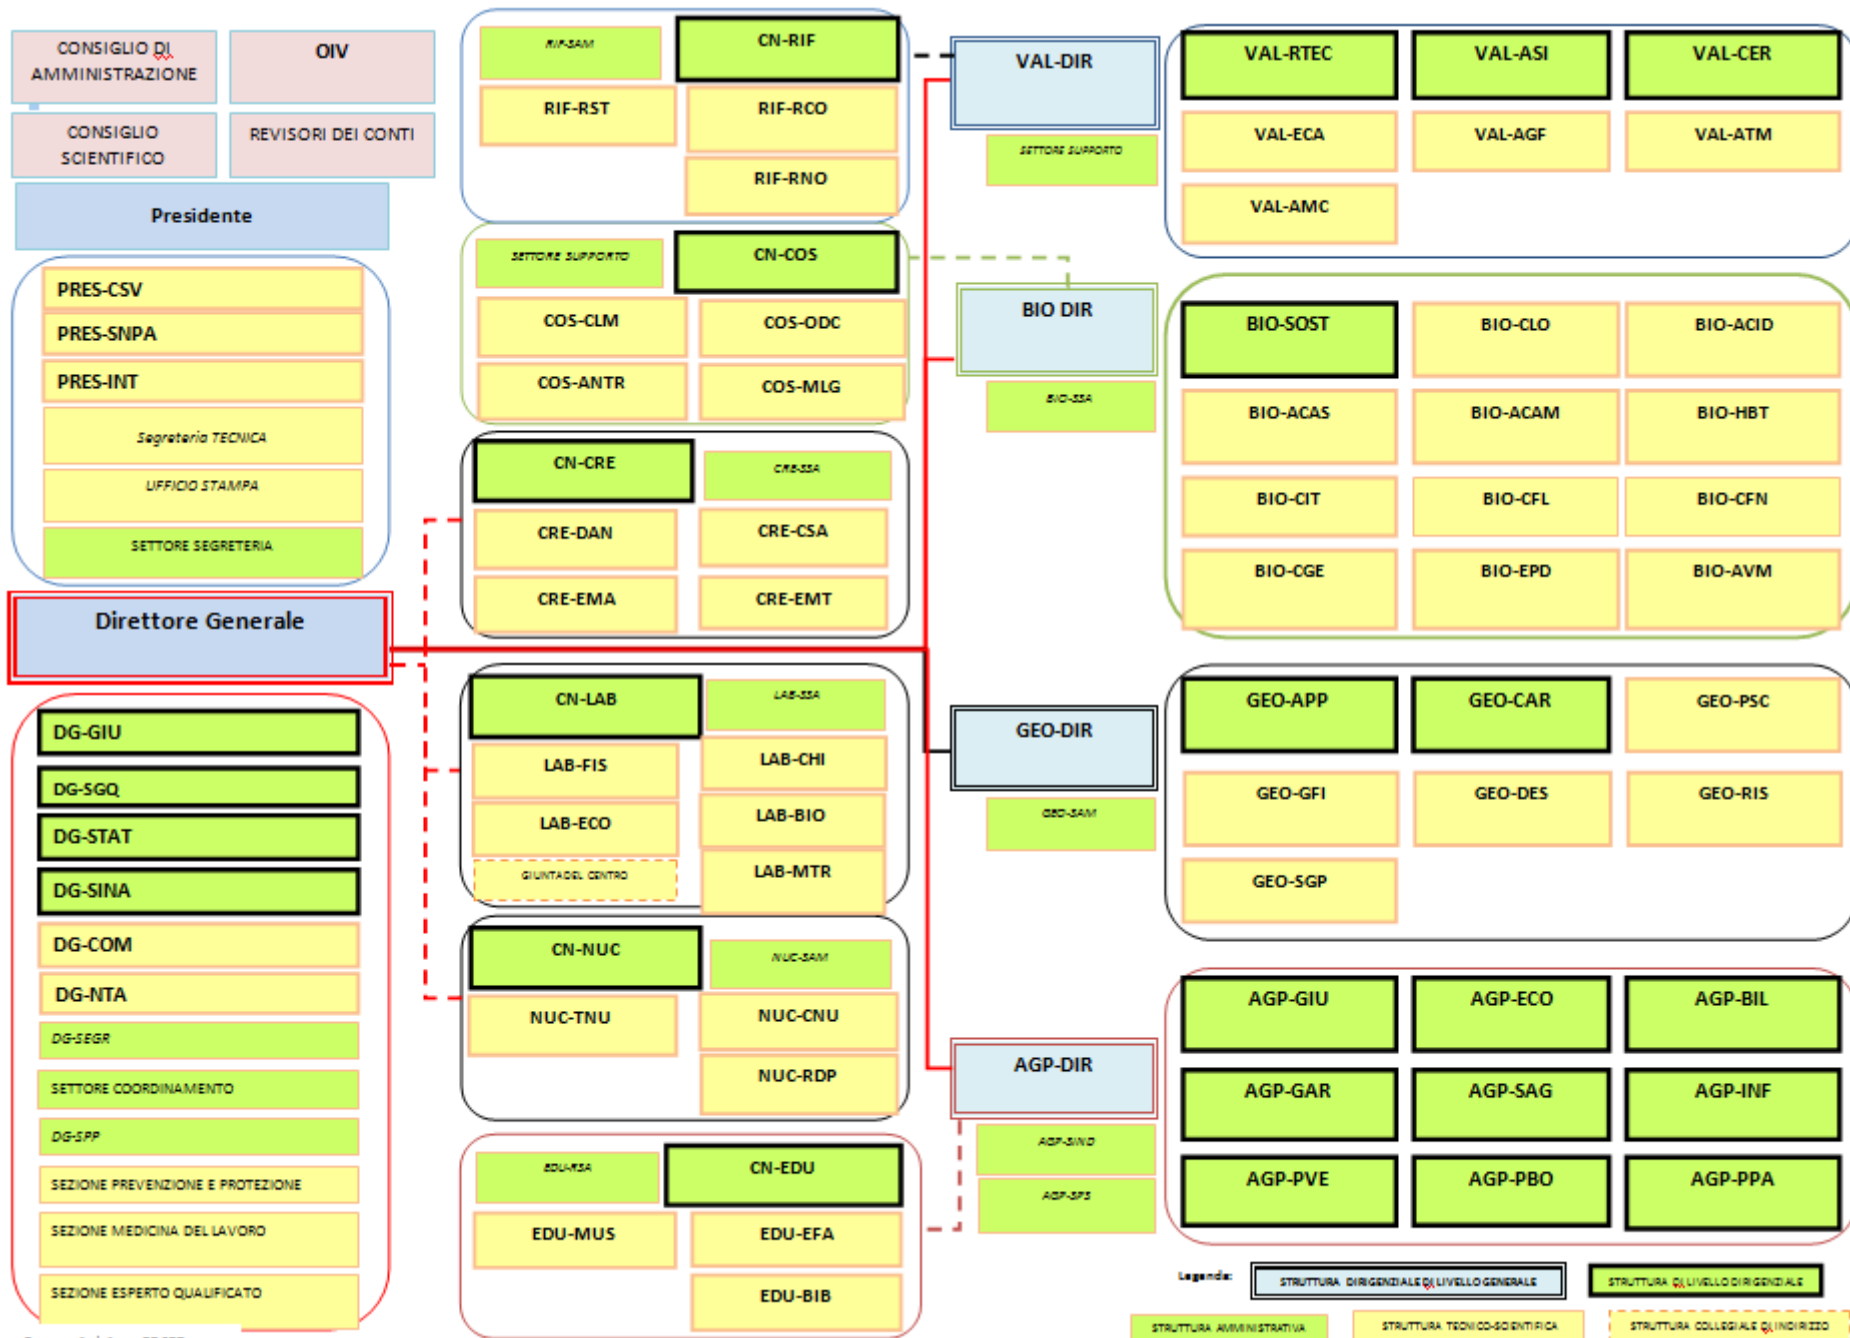 CONSIGLIO DI
AMMINISTRAZIONE
OIV
CONSIGLIO
SCIENTIFICO
REVISORI DEI CONTI
Presidente
PRES-CSV
PRES-SNPA
PRES-INT
Segreteria TECNICA
UFFICIO STAMPA
SETTORE SEGRETERIA
Direttore Generale
DG-GIU
DG-SGQ
DG-STAT
DG-SINA
DG-COM
DG-NTA
DG-SEGR
SETTORE COORDINAMENTO
DG-SPP
SEZIONE PREVENZIONE E PROTEZIONE
SEZIONE MEDICINA DEL LAVORO
SEZIONE ESPERTO QUALIFICATO
RIF-SAM
CN-RIF
RIF-RST
RIF-RCO
RIF-RNO
SETTORE SUPPORTO
CN-COS
COS-CLM
COS-ODC
COS-ANTR
COS-MLG
CN-CRE
CRE-SSA
CRE-DAN
CRE-CSA
CRE-EMA
CRE-EMT
CN-LAB
LAB-SSA
LAB-FIS
LAB-CHI
LAB-ECO
LAB-BIO
GIUNTA DEL CENTRO
LAB-MTR
CN-NUC
NUC-SAM
NUC-TNU
NUC-CNU
NUC-RDP
EDU-RSA
CN-EDU
EDU-MUS
EDU-EFA
EDU-BIB
VAL-DIR
SETTORE SUPPORTO
BIO DIR
BIO-SSA
GEO-DIR
GEO-SAM
AGP-DIR
AGP-SIND
AGP-SPS
VAL-RTEC
VAL-ASI
VAL-CER
VAL-ECA
VAL-AGF
VAL-ATM
VAL-AMC
BIO-SOST
BIO-CLO
BIO-ACID
BIO-ACAS
BIO-ACAM
BIO-HBT
BIO-CIT
BIO-CFL
BIO-CFN
BIO-CGE
BIO-EPD
BIO-AVM
GEO-APP
GEO-CAR
GEO-PSC
GEO-GFI
GEO-DES
GEO-RIS
GEO-SGP
AGP-GIU
AGP-ECO
AGP-BIL
AGP-GAR
AGP-SAG
AGP-INF
AGP-PVE
AGP-PBO
AGP-PPA
Legenda:
STRUTTURA DIRIGENZIALE DI LIVELLO GENERALE
STRUTTURA DI LIVELLO DIRIGENZIALE
STRUTTURA AMMINISTRATIVA
STRUTTURA TECNICO-SCIENTIFICA
STRUTTURA COLLEGIALE DI INDIRIZZO